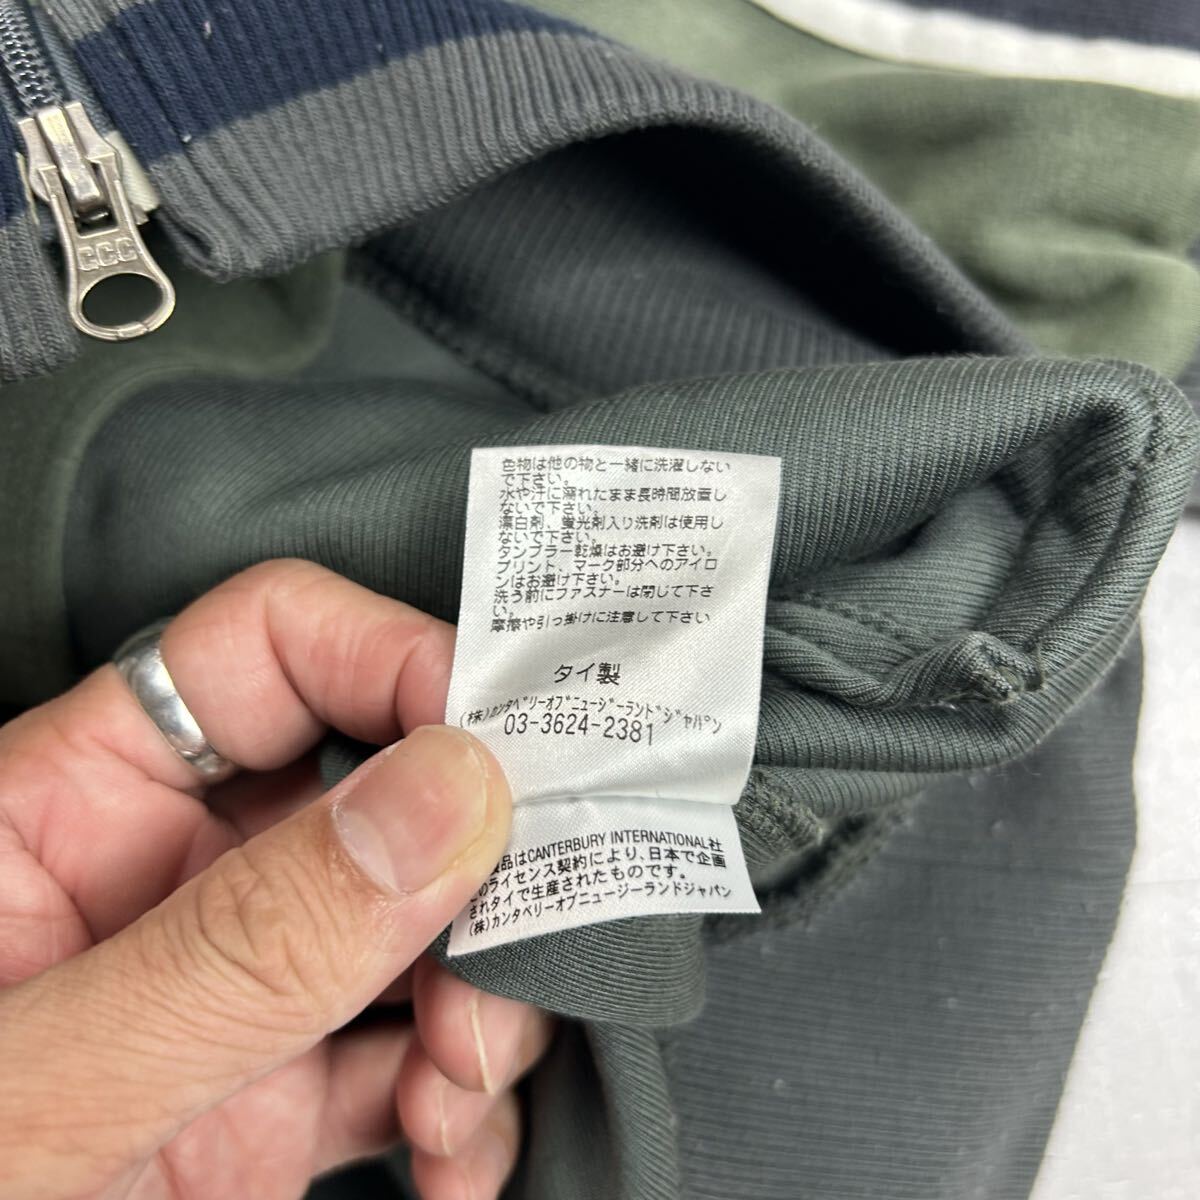 CCC
色物は他の物と一緒に洗濯しない
で下さい。
水や汗に濡れたまま長時間放置し
ないで下さい。
漂白剤、蛍光剤入り洗剤は使用し
ないで下さい。
タンブラー乾燥はお避け下さい。
プリント、マーク部分へのアイロ
ンはお避け下さい。
洗う前にファスナーは閉じて下さ
い。
摩擦や引っ掛けに注意して下さい
タイ製
(株)カンタベリーオブニュージーランドジャパン
03-3624-2381
品はCANTERBURY INTERNATIONAL社
のライセンス契約により、日本で企画
されタイで生産されたものです。
(株)カンタベリーオブニュージーランドジャパン